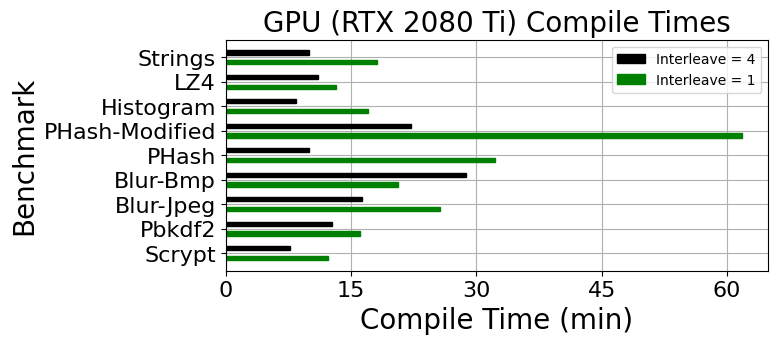 GPU (RTX 2080 Ti) Compile Times
Interleave = 4
Interleave = 1
Benchmark
Strings
LZ4
Histogram
PHash-Modified
PHash
Blur-Bmp
Blur-Jpeg
Pbkdf2
Scrypt
0 15 30 45 60
Compile Time (min)